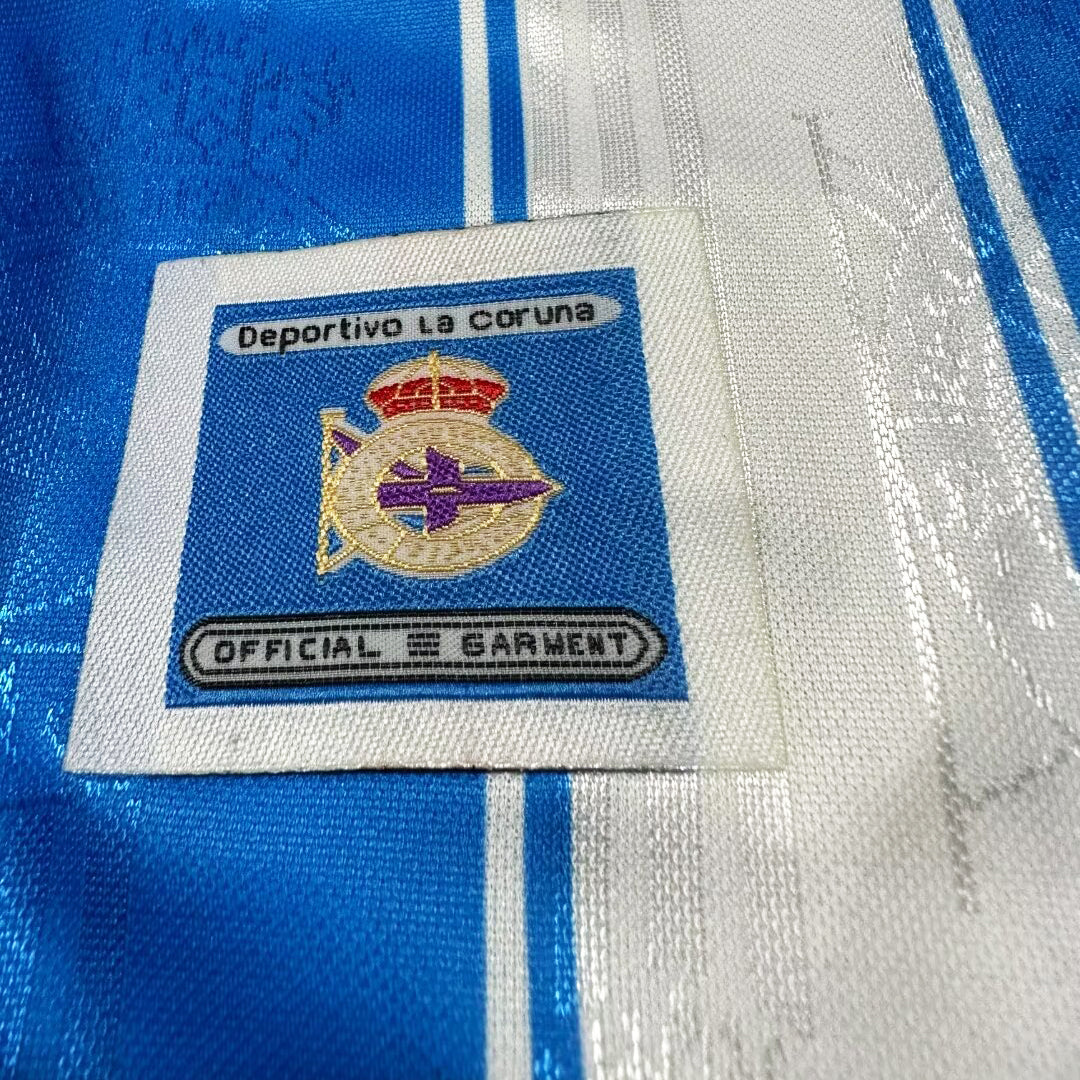 Deportivo La Coruna
OFFICIAL GARMENT